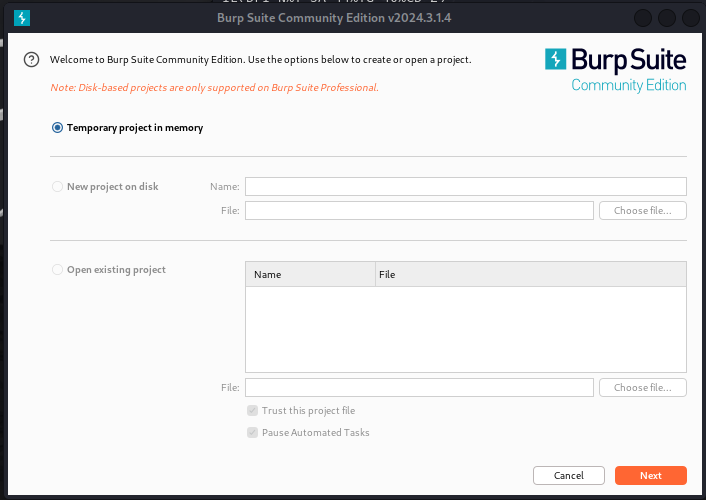 Burp Suite Community Edition v2024.3.1.4
Welcome to Burp Suite Community Edition. Use the options below to create or open a project.
Note: Disk-based projects are only supported on Burp Suite Professional.
Burp Suite
Community Edition
Temporary project in memory
New project on disk
Name:
File:
Choose file...
Open existing project
Name
File
File:
Choose file...
Trust this project file
Pause Automated Tasks
Cancel
Next